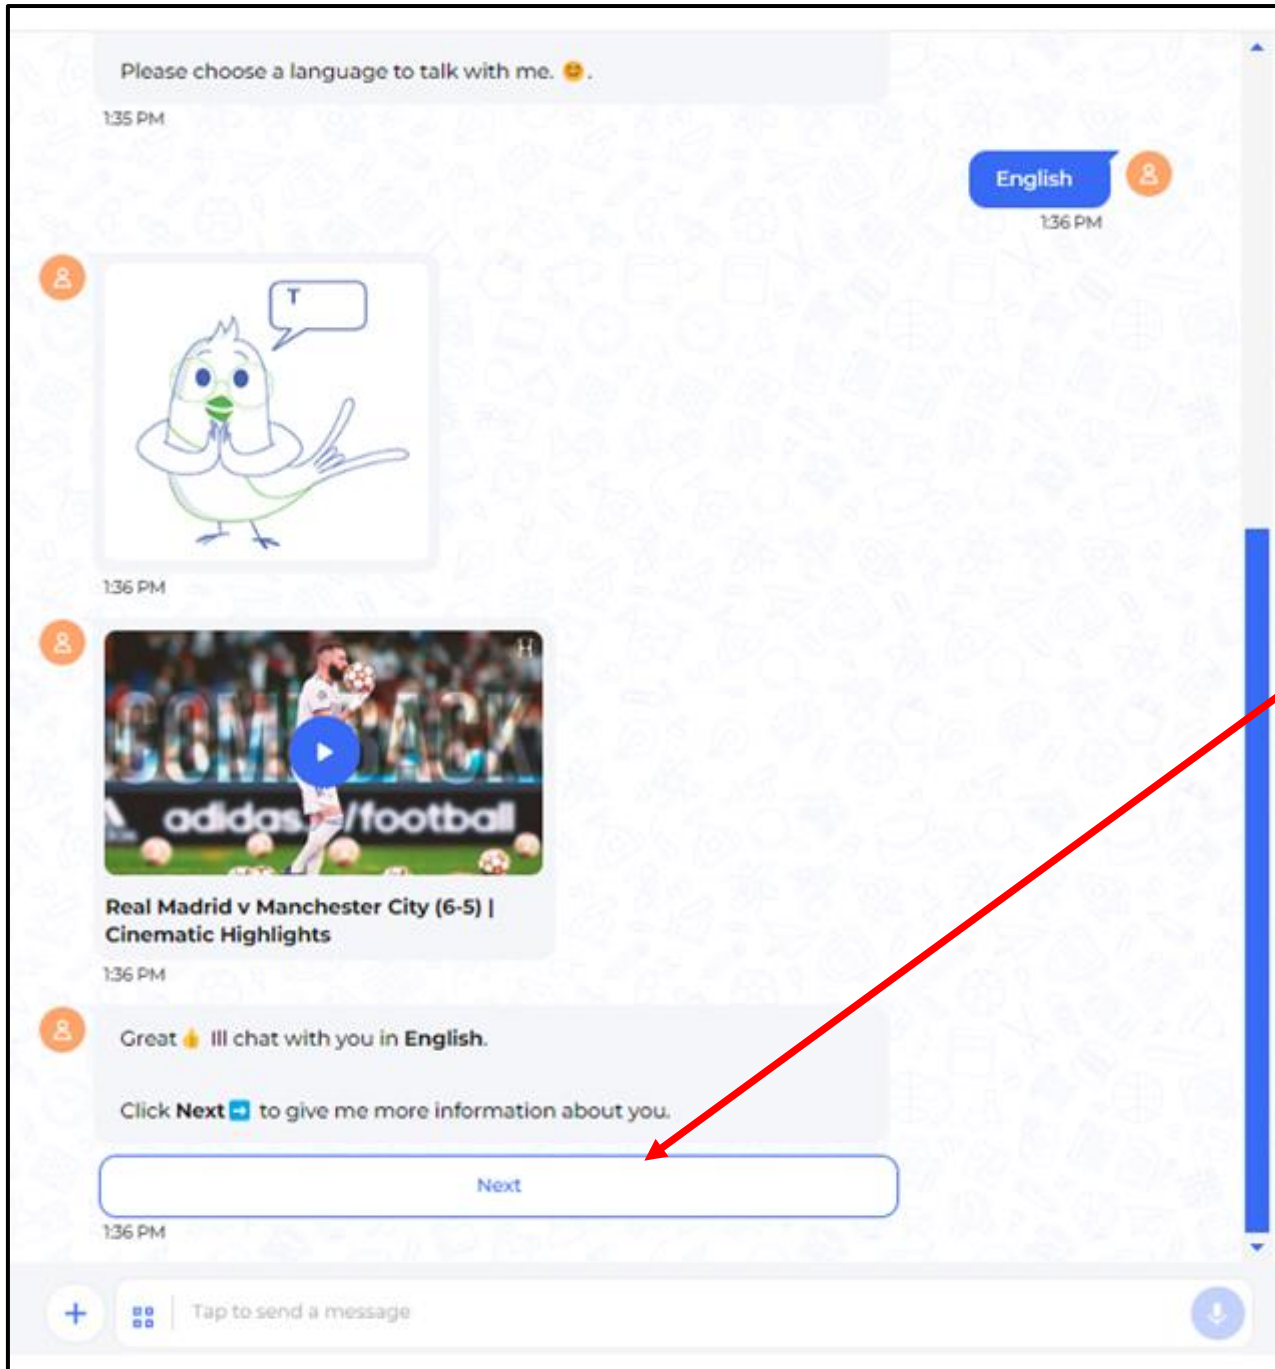 Please choose a language to talk with me. 😊.
1:35 PM
English
1:36 PM
T
1:36 PM
H
COMEBACK
adidas. /football
Real Madrid v Manchester City (6-5) |
Cinematic Highlights
1:36 PM
Great 👍 Ill chat with you in English.
Click Next ➡️ to give me more information about you.
Next
1:36 PM
Tap to send a message